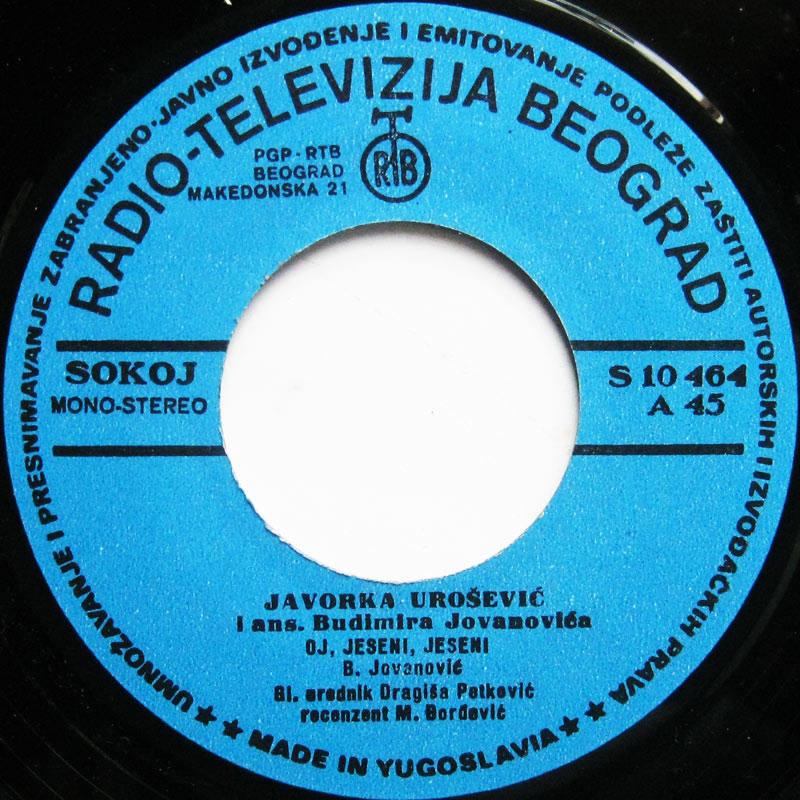 UMNOŽAVANJE I PRESNIMAVANJE ZABRANJENO·JAVNO IZVOĐENJE I EMITOVANJE PODLEŽE ZAŠTITI AUTORSKIH I IZVOĐAČKIH PRAVA
RADIO-TELEVIZIJA BEOGRAD
PGP-RTB
BEOGRAD
MAKEDONSKA 21
RTB
SOKOJ
MONO-STEREO
S 10 464
A 45
JAVORKA UROŠEVIĆ
i ans. Budimira Jovanovića
OJ, JESENI, JESENI
B. Jovanović
Gl. urednik Dragiša Petković
recenzent M. Đorđević
★ ★ MADE IN YUGOSLAVIA ★ ★